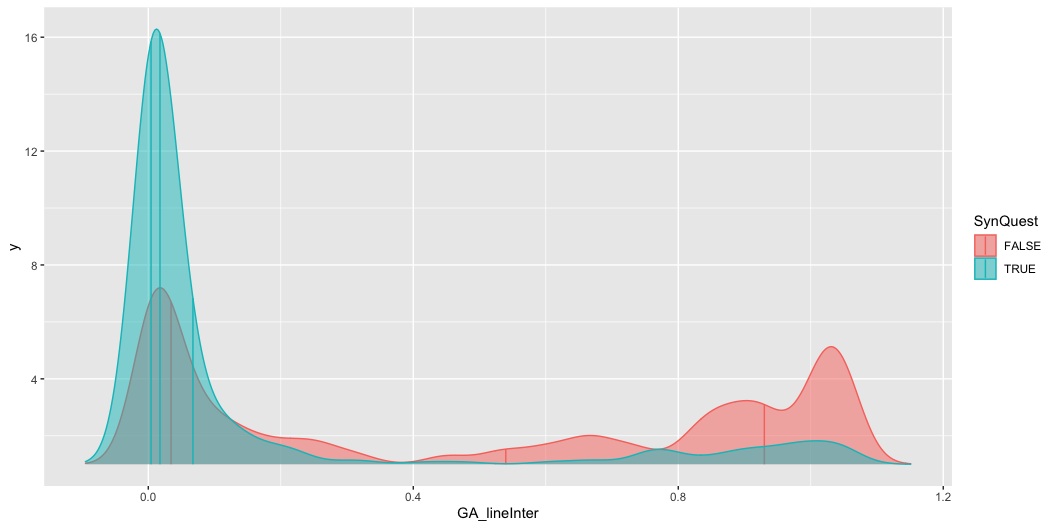 16
12
8
4
y
0.0
0.4
0.8
1.2
GA_lineInter
SynQuest
FALSE
TRUE